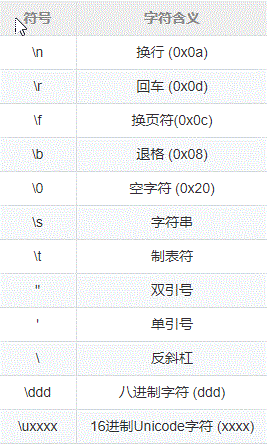 符号 字符含义
\n 换行 (0x0a)
\r 回车 (0x0d)
\f 换页符(0x0c)
\b 退格 (0x08)
\0 空字符 (0x20)
\s 字符串
\t 制表符
" 双引号
' 单引号
\ 反斜杠
\ddd 八进制字符 (ddd)
\uxxxx 16进制Unicode字符 (xxxx)